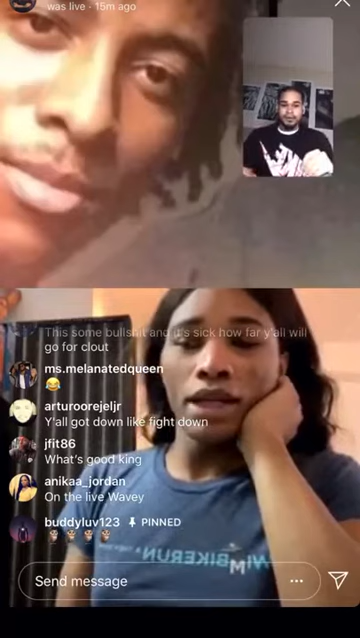 was live · 15m ago
This some bullshit and it's sick how far y'all will
go for clout
ms.melanatedqueen
😂
arturoorejeljr
Y'all got down like fight down
jfit86
What's good king
anikaa_jordan
On the live Wavey
buddyluv123 PINNED
SWIM BIKERUN
Send message